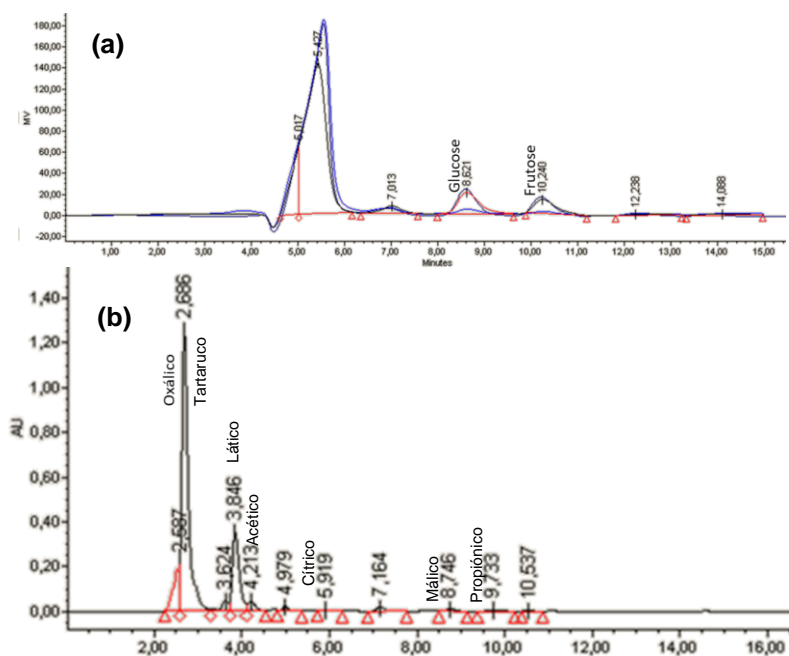 (a)
180,00
160,00
140,00
120,00
100,00
80,00
60,00
40,00
20,00
0,00
-20,00
MV
5,017
5,427
7,013
Glucose
8,621
Frutose
10,240
12,238
14,088
1,00 2,00 3,00 4,00 5,00 6,00 7,00 8,00 9,00 10,00 11,00 12,00 13,00 14,00 15,00
Minutes
(b)
1,40
1,20
1,00
0,80
0,60
0,40
0,20
0,00
AU
Oxálico
2,587
Tartaruco
2,686
3,624
Lático
3,846
Acético
4,213
4,979
Cítrico
5,919
7,164
Málico
8,746
Propiónico
9,733
10,537
2,00 4,00 6,00 8,00 10,00 12,00 14,00 16,00